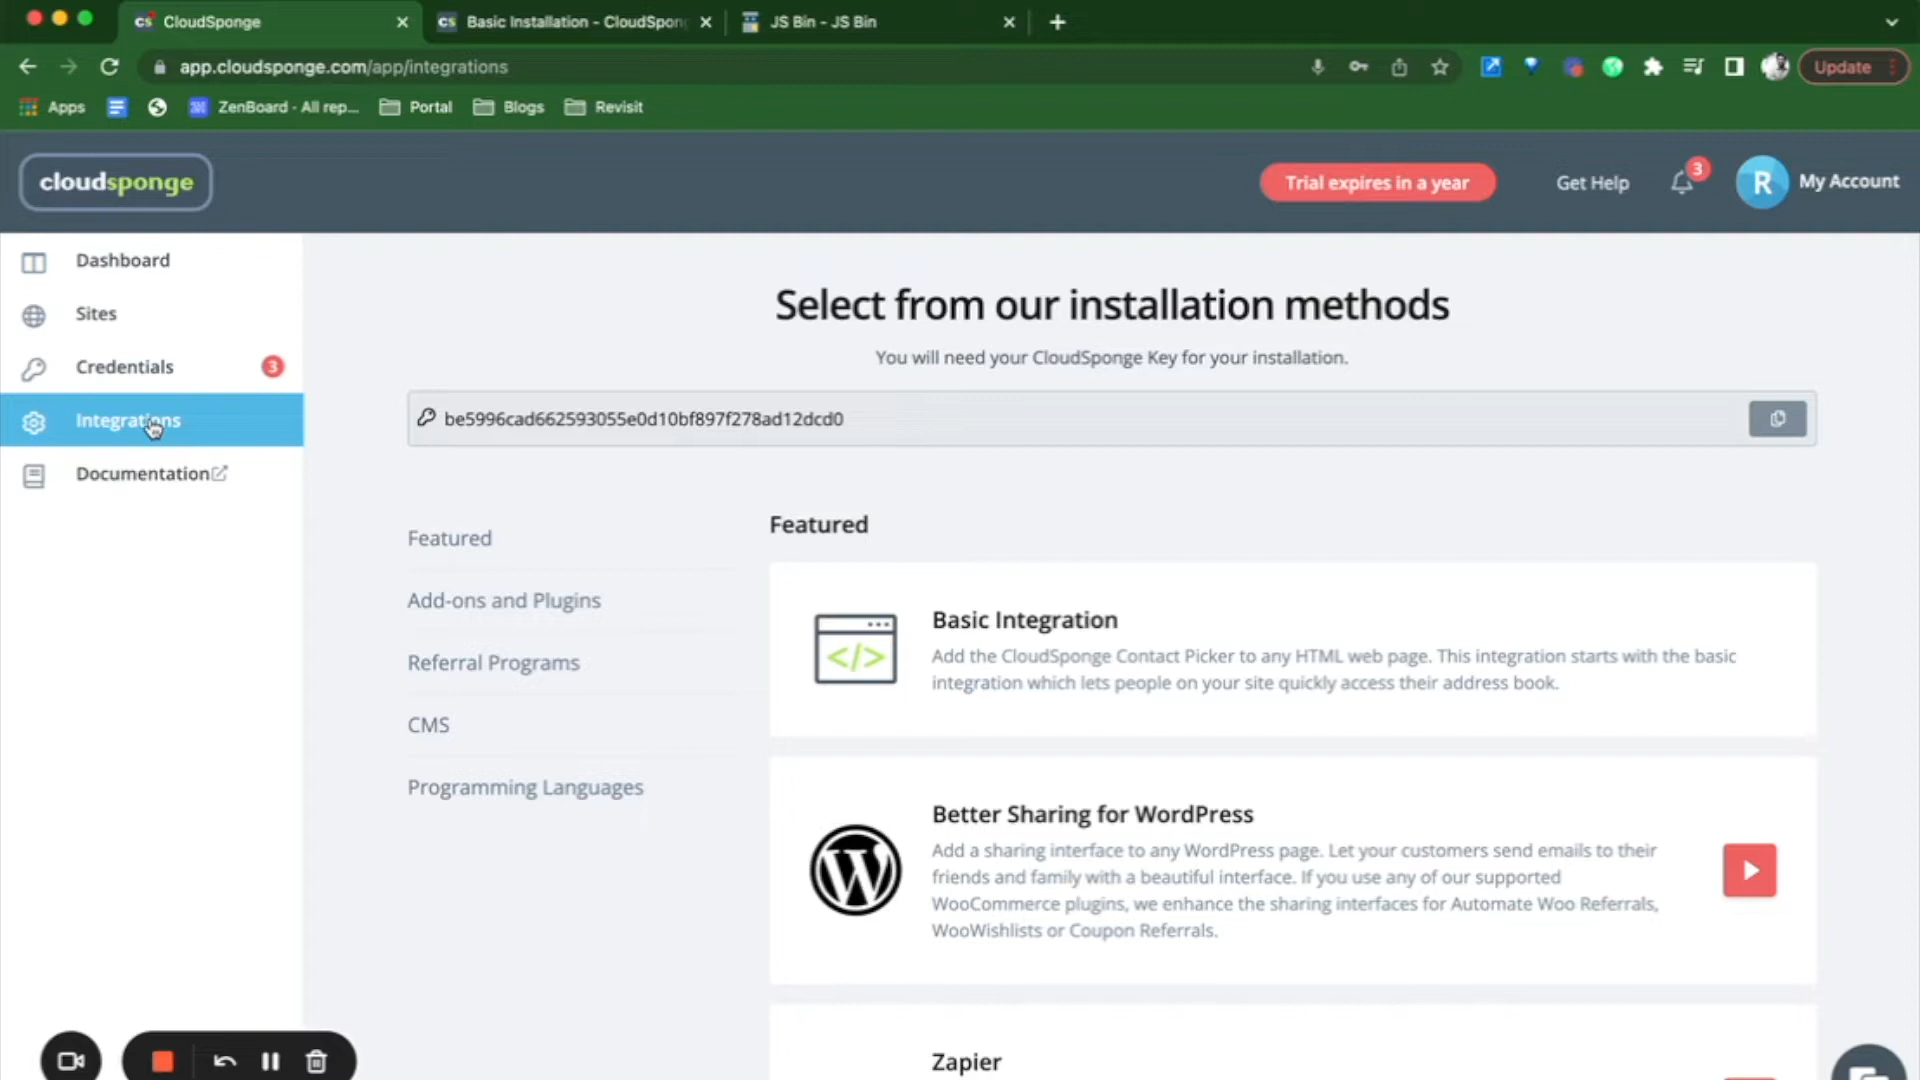 CloudSponge
Basic Installation - CloudSpon
JS Bin - JS Bin
app.cloudsponge.com/app/integrations
Update
Apps
ZenBoard - All rep...
Portal
Blogs
Revisit
cloudsponge
Trial expires in a year
Get Help
3
R
My Account
Dashboard
Sites
Credentials
3
Integrations
Documentation
Select from our installation methods
You will need your CloudSponge Key for your installation.
be5996cad662593055e0d10bf897f278ad12dcd0
Featured
Add-ons and Plugins
Referral Programs
CMS
Programming Languages
Featured
Basic Integration
Add the CloudSponge Contact Picker to any HTML web page. This integration starts with the basic
integration which lets people on your site quickly access their address book.
Better Sharing for WordPress
Add a sharing interface to any WordPress page. Let your customers send emails to their
friends and family with a beautiful interface. If you use any of our supported
WooCommerce plugins, we enhance the sharing interfaces for Automate Woo Referrals,
WooWishlists or Coupon Referrals.
Zapier